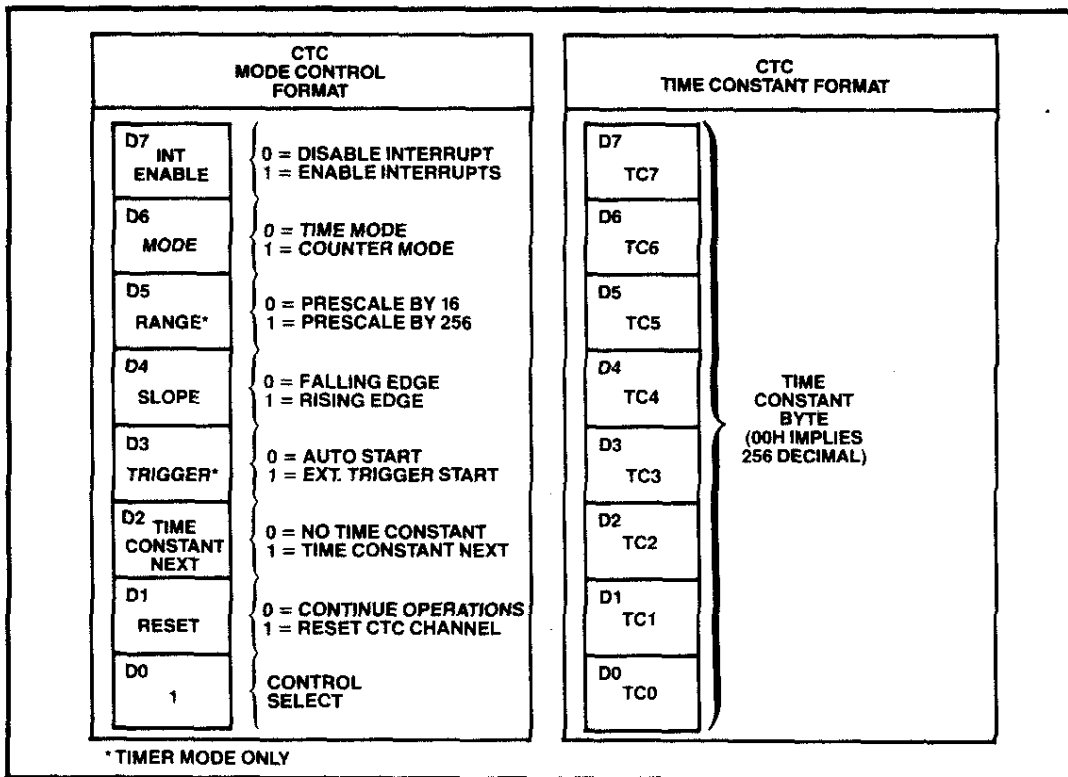 CTC
MODE CONTROL
FORMAT
D7
INT
ENABLE
0 = DISABLE INTERRUPT
1 = ENABLE INTERRUPTS
D6
MODE
0 = TIME MODE
1 = COUNTER MODE
D5
RANGE*
0 = PRESCALE BY 16
1 = PRESCALE BY 256
D4
SLOPE
0 = FALLING EDGE
1 = RISING EDGE
D3
TRIGGER*
0 = AUTO START
1 = EXT. TRIGGER START
D2 TIME
CONSTANT
NEXT
0 = NO TIME CONSTANT
1 = TIME CONSTANT NEXT
D1
RESET
0 = CONTINUE OPERATIONS
1 = RESET CTC CHANNEL
D0
1
CONTROL
SELECT
* TIMER MODE ONLY
CTC
TIME CONSTANT FORMAT
D7
TC7
D6
TC6
D5
TC5
D4
TC4
D3
TC3
D2
TC2
D1
TC1
D0
TC0
TIME
CONSTANT
BYTE
(00H IMPLIES
256 DECIMAL)